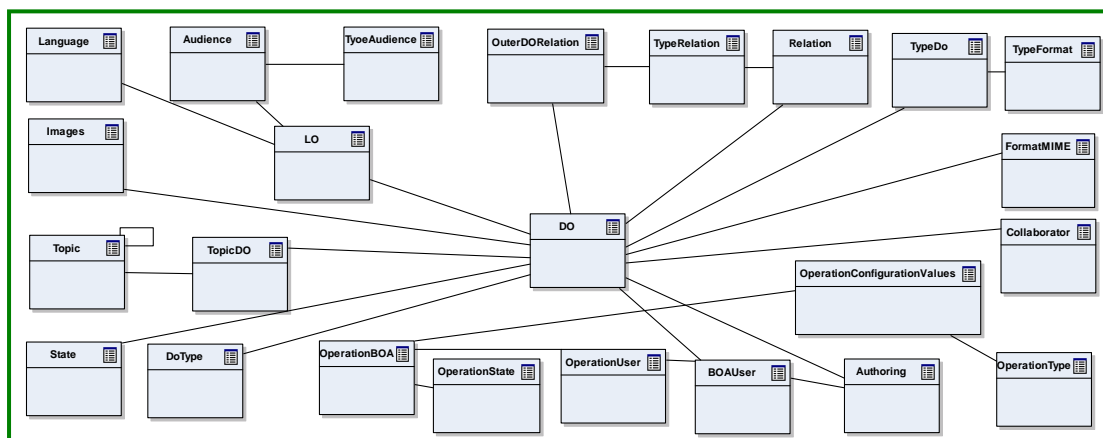 Language
Audience
TyoeAudience
OuterDORelation
TypeRelation
Relation
TypeDo
TypeFormat
Images
LO
FormatMIME
DO
Collaborator
Topic
TopicDO
OperationConfigurationValues
State
DoType
OperationBOA
OperationState
OperationUser
BOAUser
Authoring
OperationType